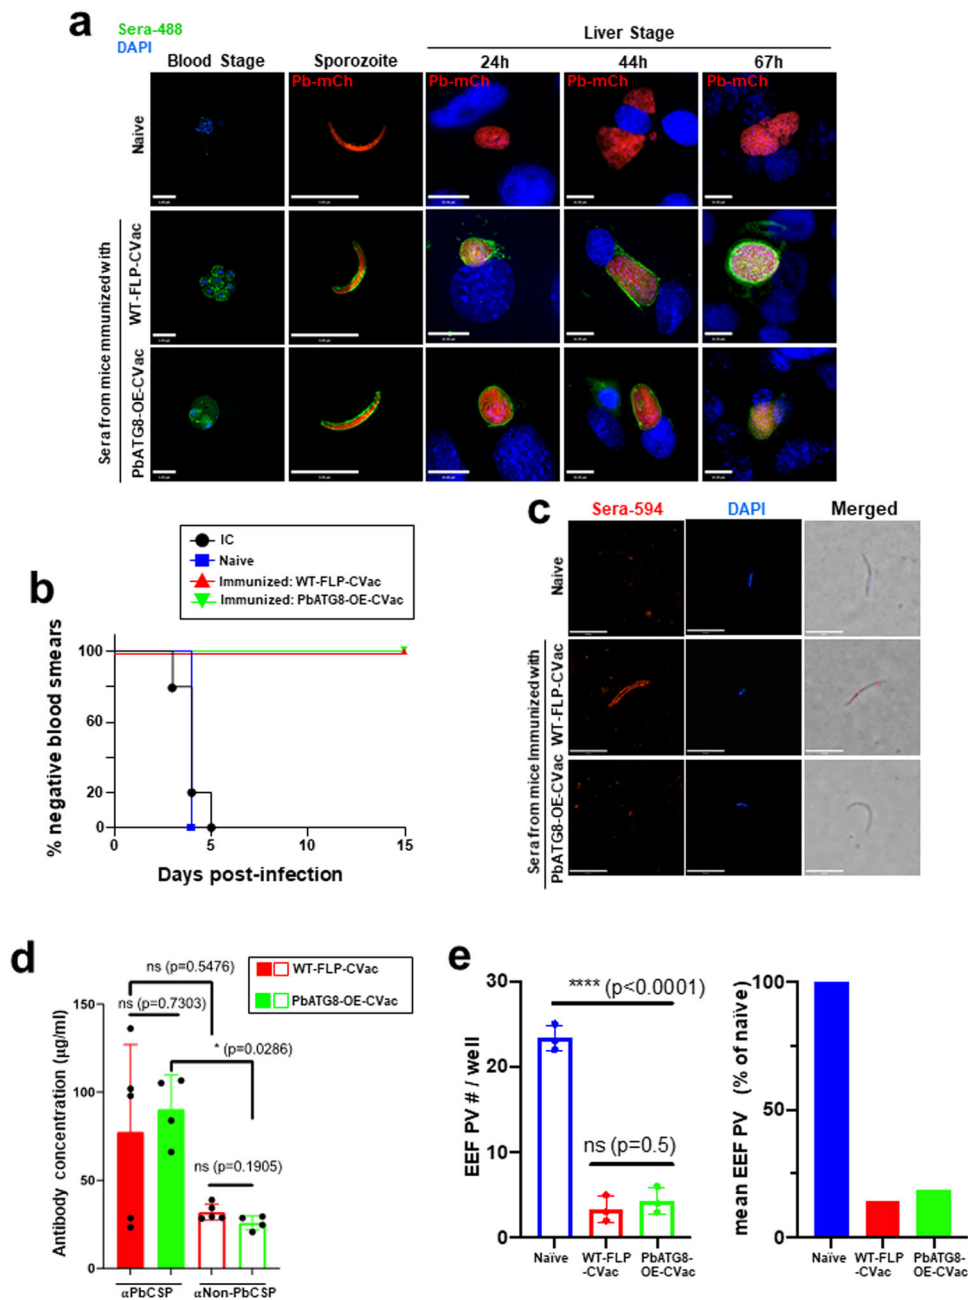 a
Sera-488
DAPI
Liver Stage
Blood Stage
Sporozoite
24h
44h
67h
Pb-mCh
Pb-mCh
Pb-mCh
Pb-mCh
Naive
Sera from mice immunized with
WT-FLP-CVac
PbATG8-OE-CVac
b
IC
Naive
Immunized: WT-FLP-CVac
Immunized: PbATG8-OE-CVac
% negative blood smears
100
60
20
0
0
5
10
15
Days post-infection
c
Sera-594
DAPI
Merged
Naive
Sera from mice Immunized with
WT-FLP-CVac
PbATG8-OE-CVac
d
WT-FLP-CVac
PbATG8-OE-CVac
ns (p=0.5476)
ns (p=0.7303)
* (p=0.0286)
ns (p=0.1905)
Antibody concentration (µg/ml)
150
100
50
0
αPbCSP
αNon-PbCSP
e
EEF PV # / well
30
20
10
0
**** (p<0.0001)
ns (p=0.5)
Naïve
WT-FLP
-CVac
PbATG8-
OE-CVac
mean EEF PV (% of naïve)
100
50
0
Naïve
WT-FLP
-CVac
PbATG8-
OE-CVac